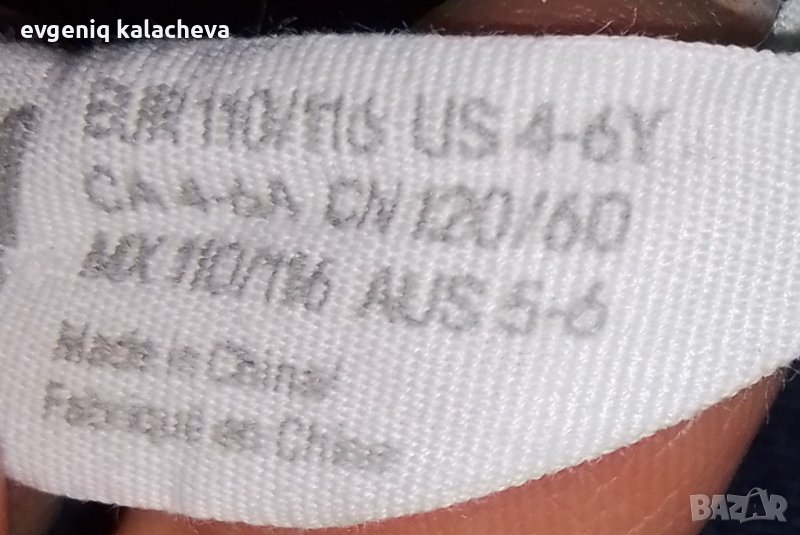 evgeniq kalacheva
EUR 110/116 US 4-6Y
CA 4-6A CN 120/60
MX 110/116 AUS 5-6
Made in China/
Fabriqué en Chine
BAZAR